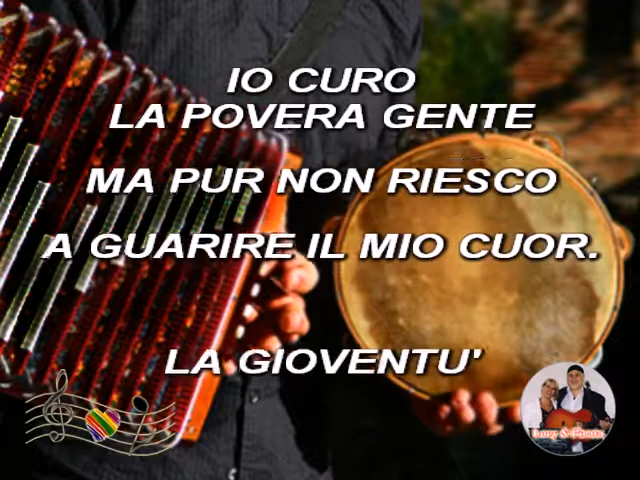 IO CURO
LA POVERA GENTE
MA PUR NON RIESCO
A GUARIRE IL MIO CUOR.
LA GIOVENTU'